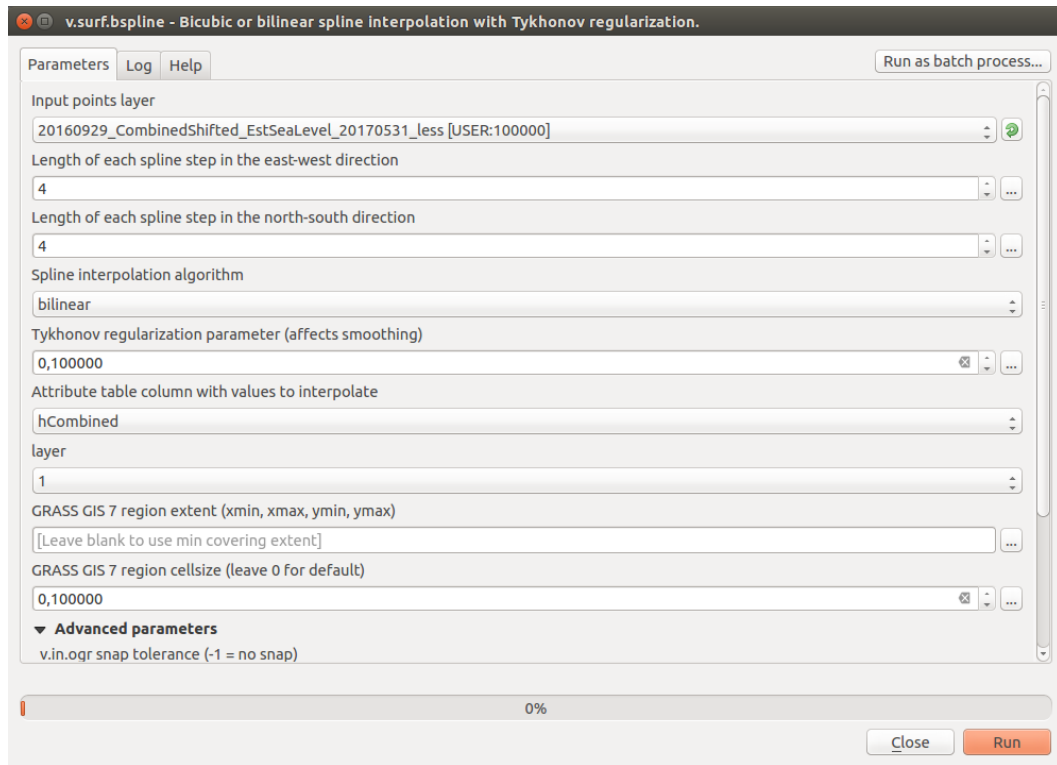 v.surf.bspline - Bicubic or bilinear spline interpolation with Tykhonov regularization.
Parameters
Log
Help
Run as batch process...
Input points layer
20160929_CombinedShifted_EstSeaLevel_20170531_less [USER:100000]
Length of each spline step in the east-west direction
4
...
Length of each spline step in the north-south direction
4
...
Spline interpolation algorithm
bilinear
Tykhonov regularization parameter (affects smoothing)
0,100000
...
Attribute table column with values to interpolate
hCombined
layer
1
GRASS GIS 7 region extent (xmin, xmax, ymin, ymax)
[Leave blank to use min covering extent]
...
GRASS GIS 7 region cellsize (leave 0 for default)
0,100000
...
Advanced parameters
v.in.ogr snap tolerance (-1 = no snap)
0%
Close
Run